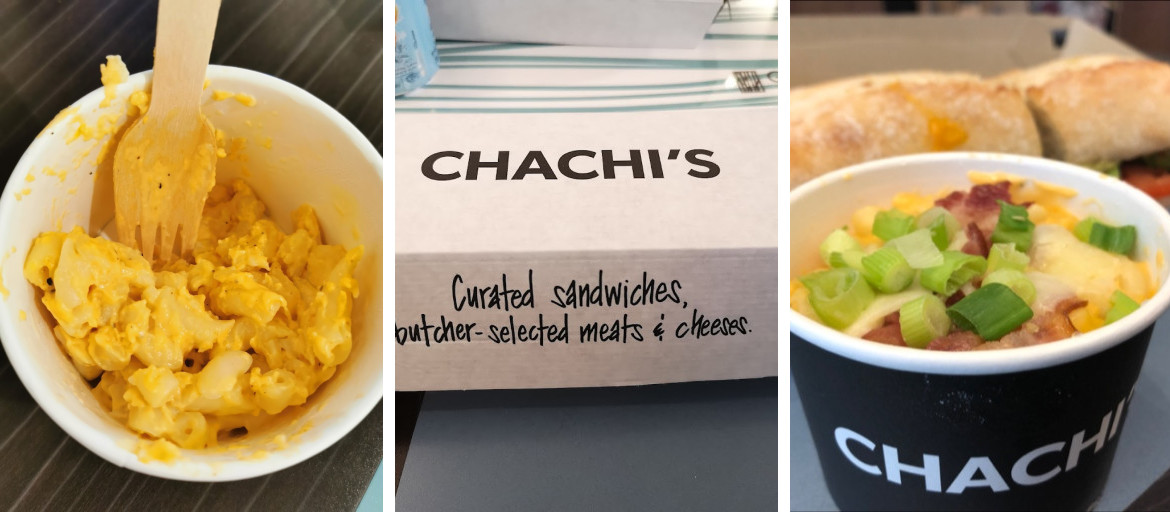 CHACHI'S
Curated sandwiches,
butcher-selected meats & cheeses.
CHACHI'